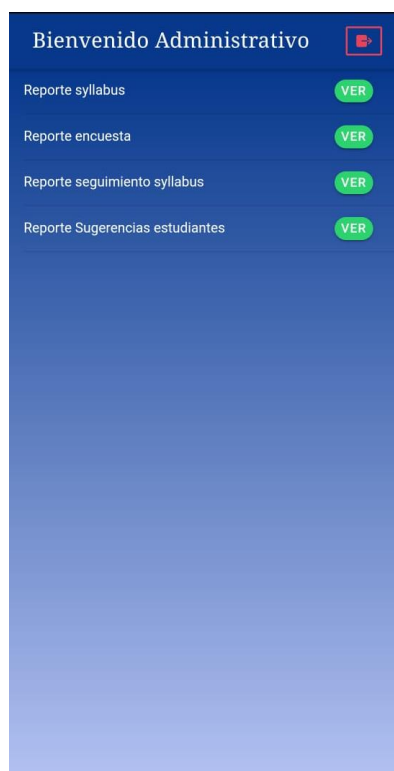 Bienvenido Administrativo
Reporte syllabus VER
Reporte encuesta VER
Reporte seguimiento syllabus VER
Reporte Sugerencias estudiantes VER